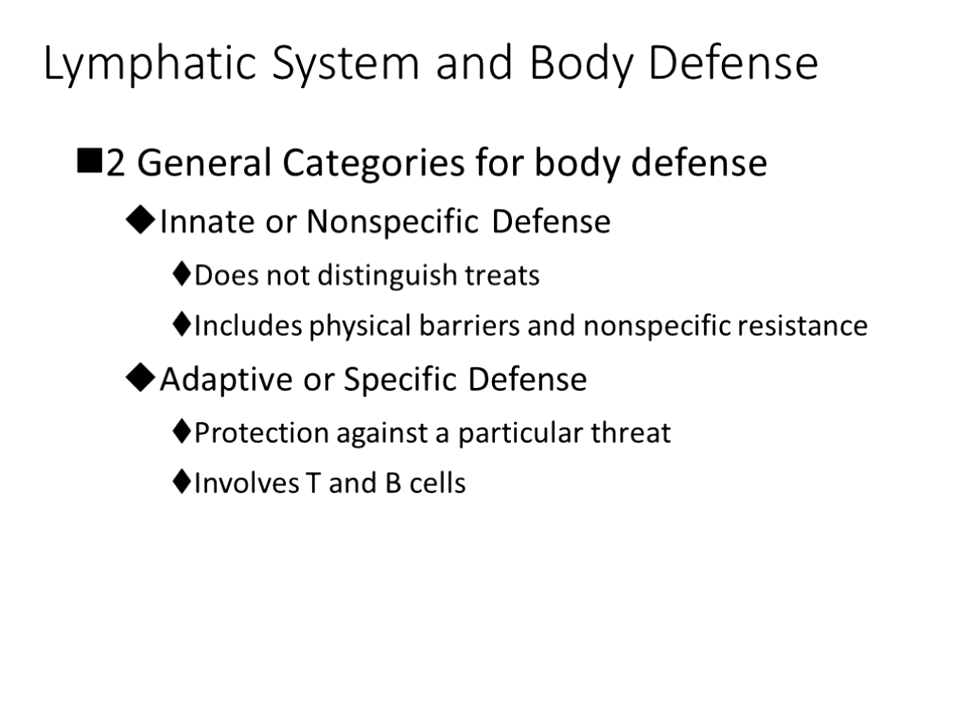 Lymphatic System and Body Defense
■2 General Categories for body defense
◆Innate or Nonspecific Defense
♦Does not distinguish treats
♦Includes physical barriers and nonspecific resistance
◆Adaptive or Specific Defense
♦Protection against a particular threat
♦Involves T and B cells